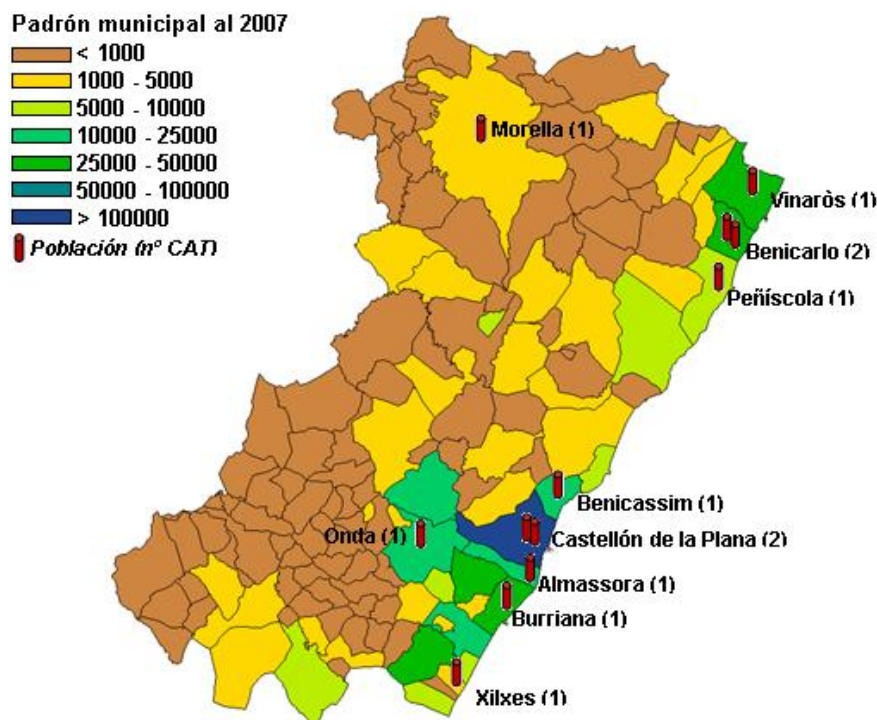 Padrón municipal al 2007
< 1000
1000 - 5000
5000 - 10000
10000 - 25000
25000 - 50000
50000 - 100000
> 100000
Población (nº CAT)
Morella (1)
Vinaròs (1)
Benicarlo (2)
Peñíscola (1)
Benicassim (1)
Onda (1)
Castellón de la Plana (2)
Almassora (1)
Burriana (1)
Xilxes (1)